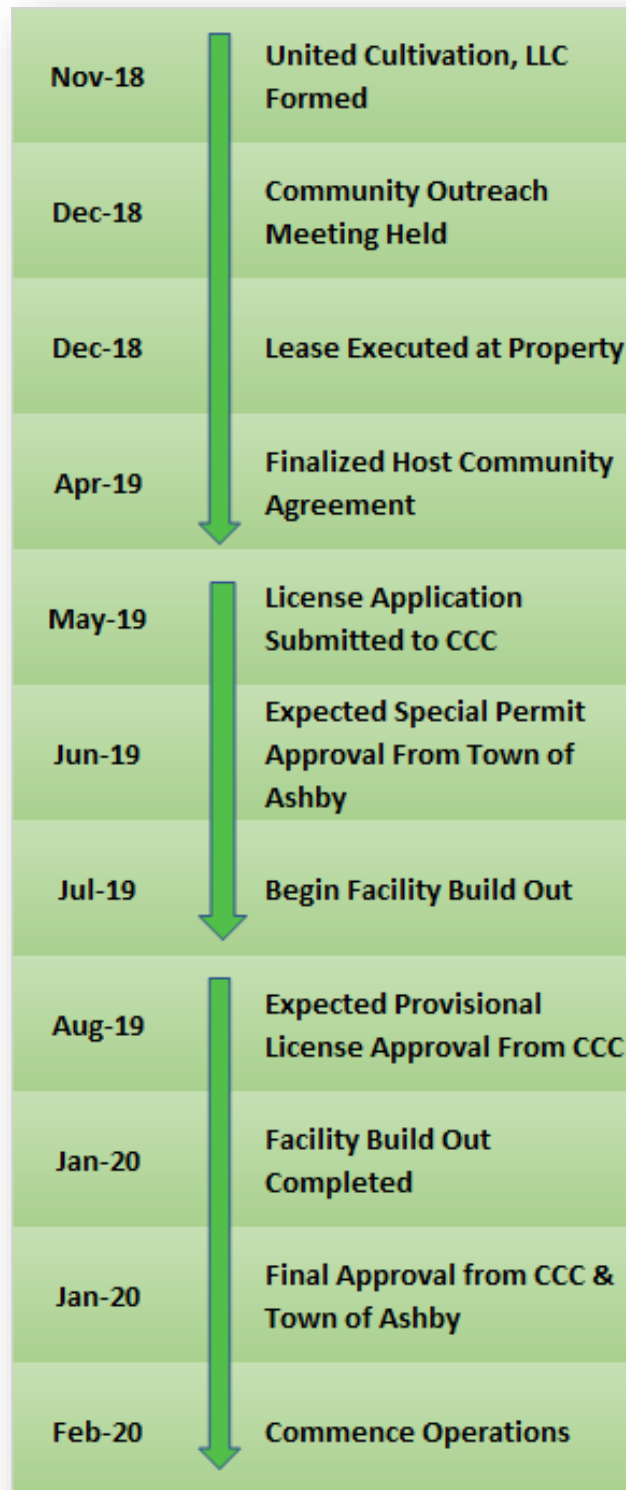 Nov-18
United Cultivation, LLC
Formed
Dec-18
Community Outreach
Meeting Held
Dec-18
Lease Executed at Property
Apr-19
Finalized Host Community
Agreement
May-19
License Application
Submitted to CCC
Jun-19
Expected Special Permit
Approval From Town of
Ashby
Jul-19
Begin Facility Build Out
Aug-19
Expected Provisional
License Approval From CCC
Jan-20
Facility Build Out
Completed
Jan-20
Final Approval from CCC &
Town of Ashby
Feb-20
Commence Operations